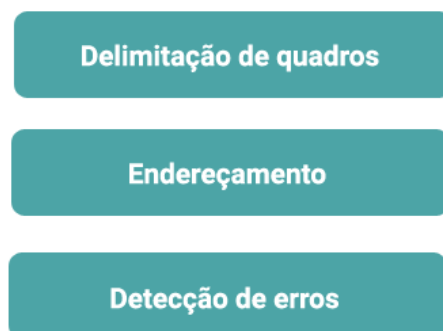 Delimitação de quadros
Endereçamento
Detecção de erros